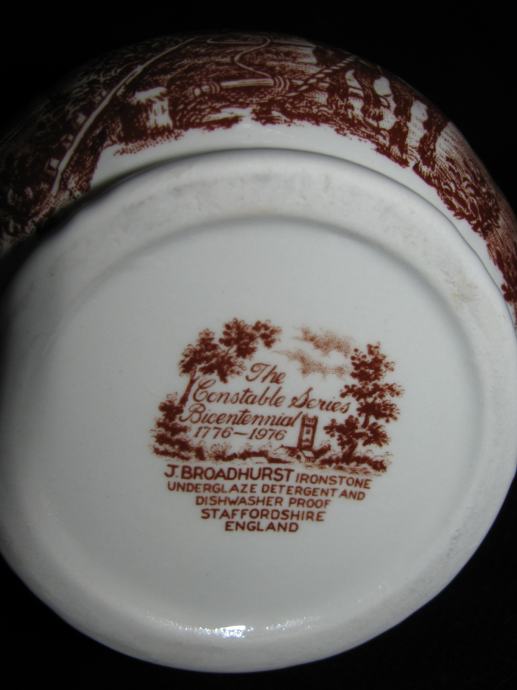 The
Constable Series
Bicentennial
1776–1976
J. BROADHURST IRONSTONE
UNDERGLAZE DETERGENT AND
DISHWASHER PROOF
STAFFORDSHIRE
ENGLAND